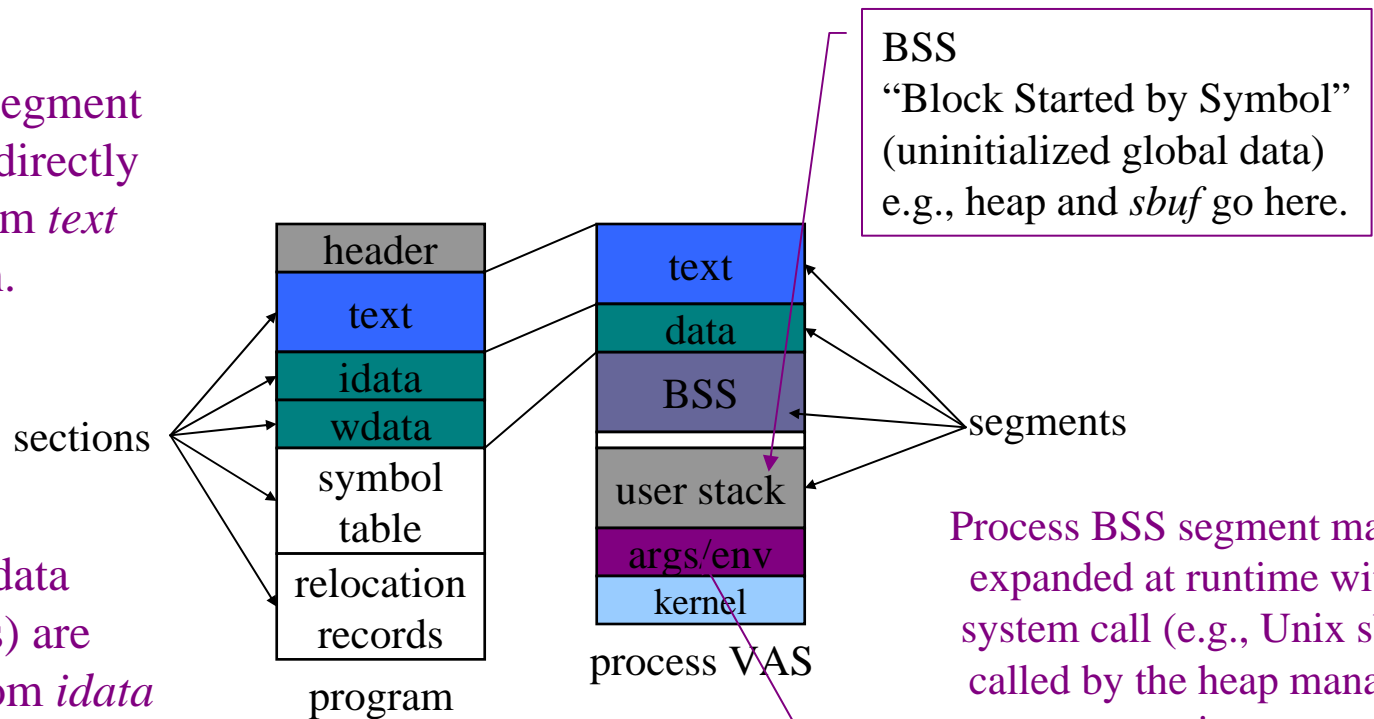 BSS
“Block Started by Symbol”
(uninitialized global data)
e.g., heap and sbuf go here.
egment
directly
m text
.
header
text
idata
wdata
symbol
table
relocation
records
program
sections
text
data
BSS
user stack
args/env
kernel
process VAS
segments
data
s) are
om idata
Process BSS segment ma
expanded at runtime wi
system call (e.g., Unix s
called by the heap mana